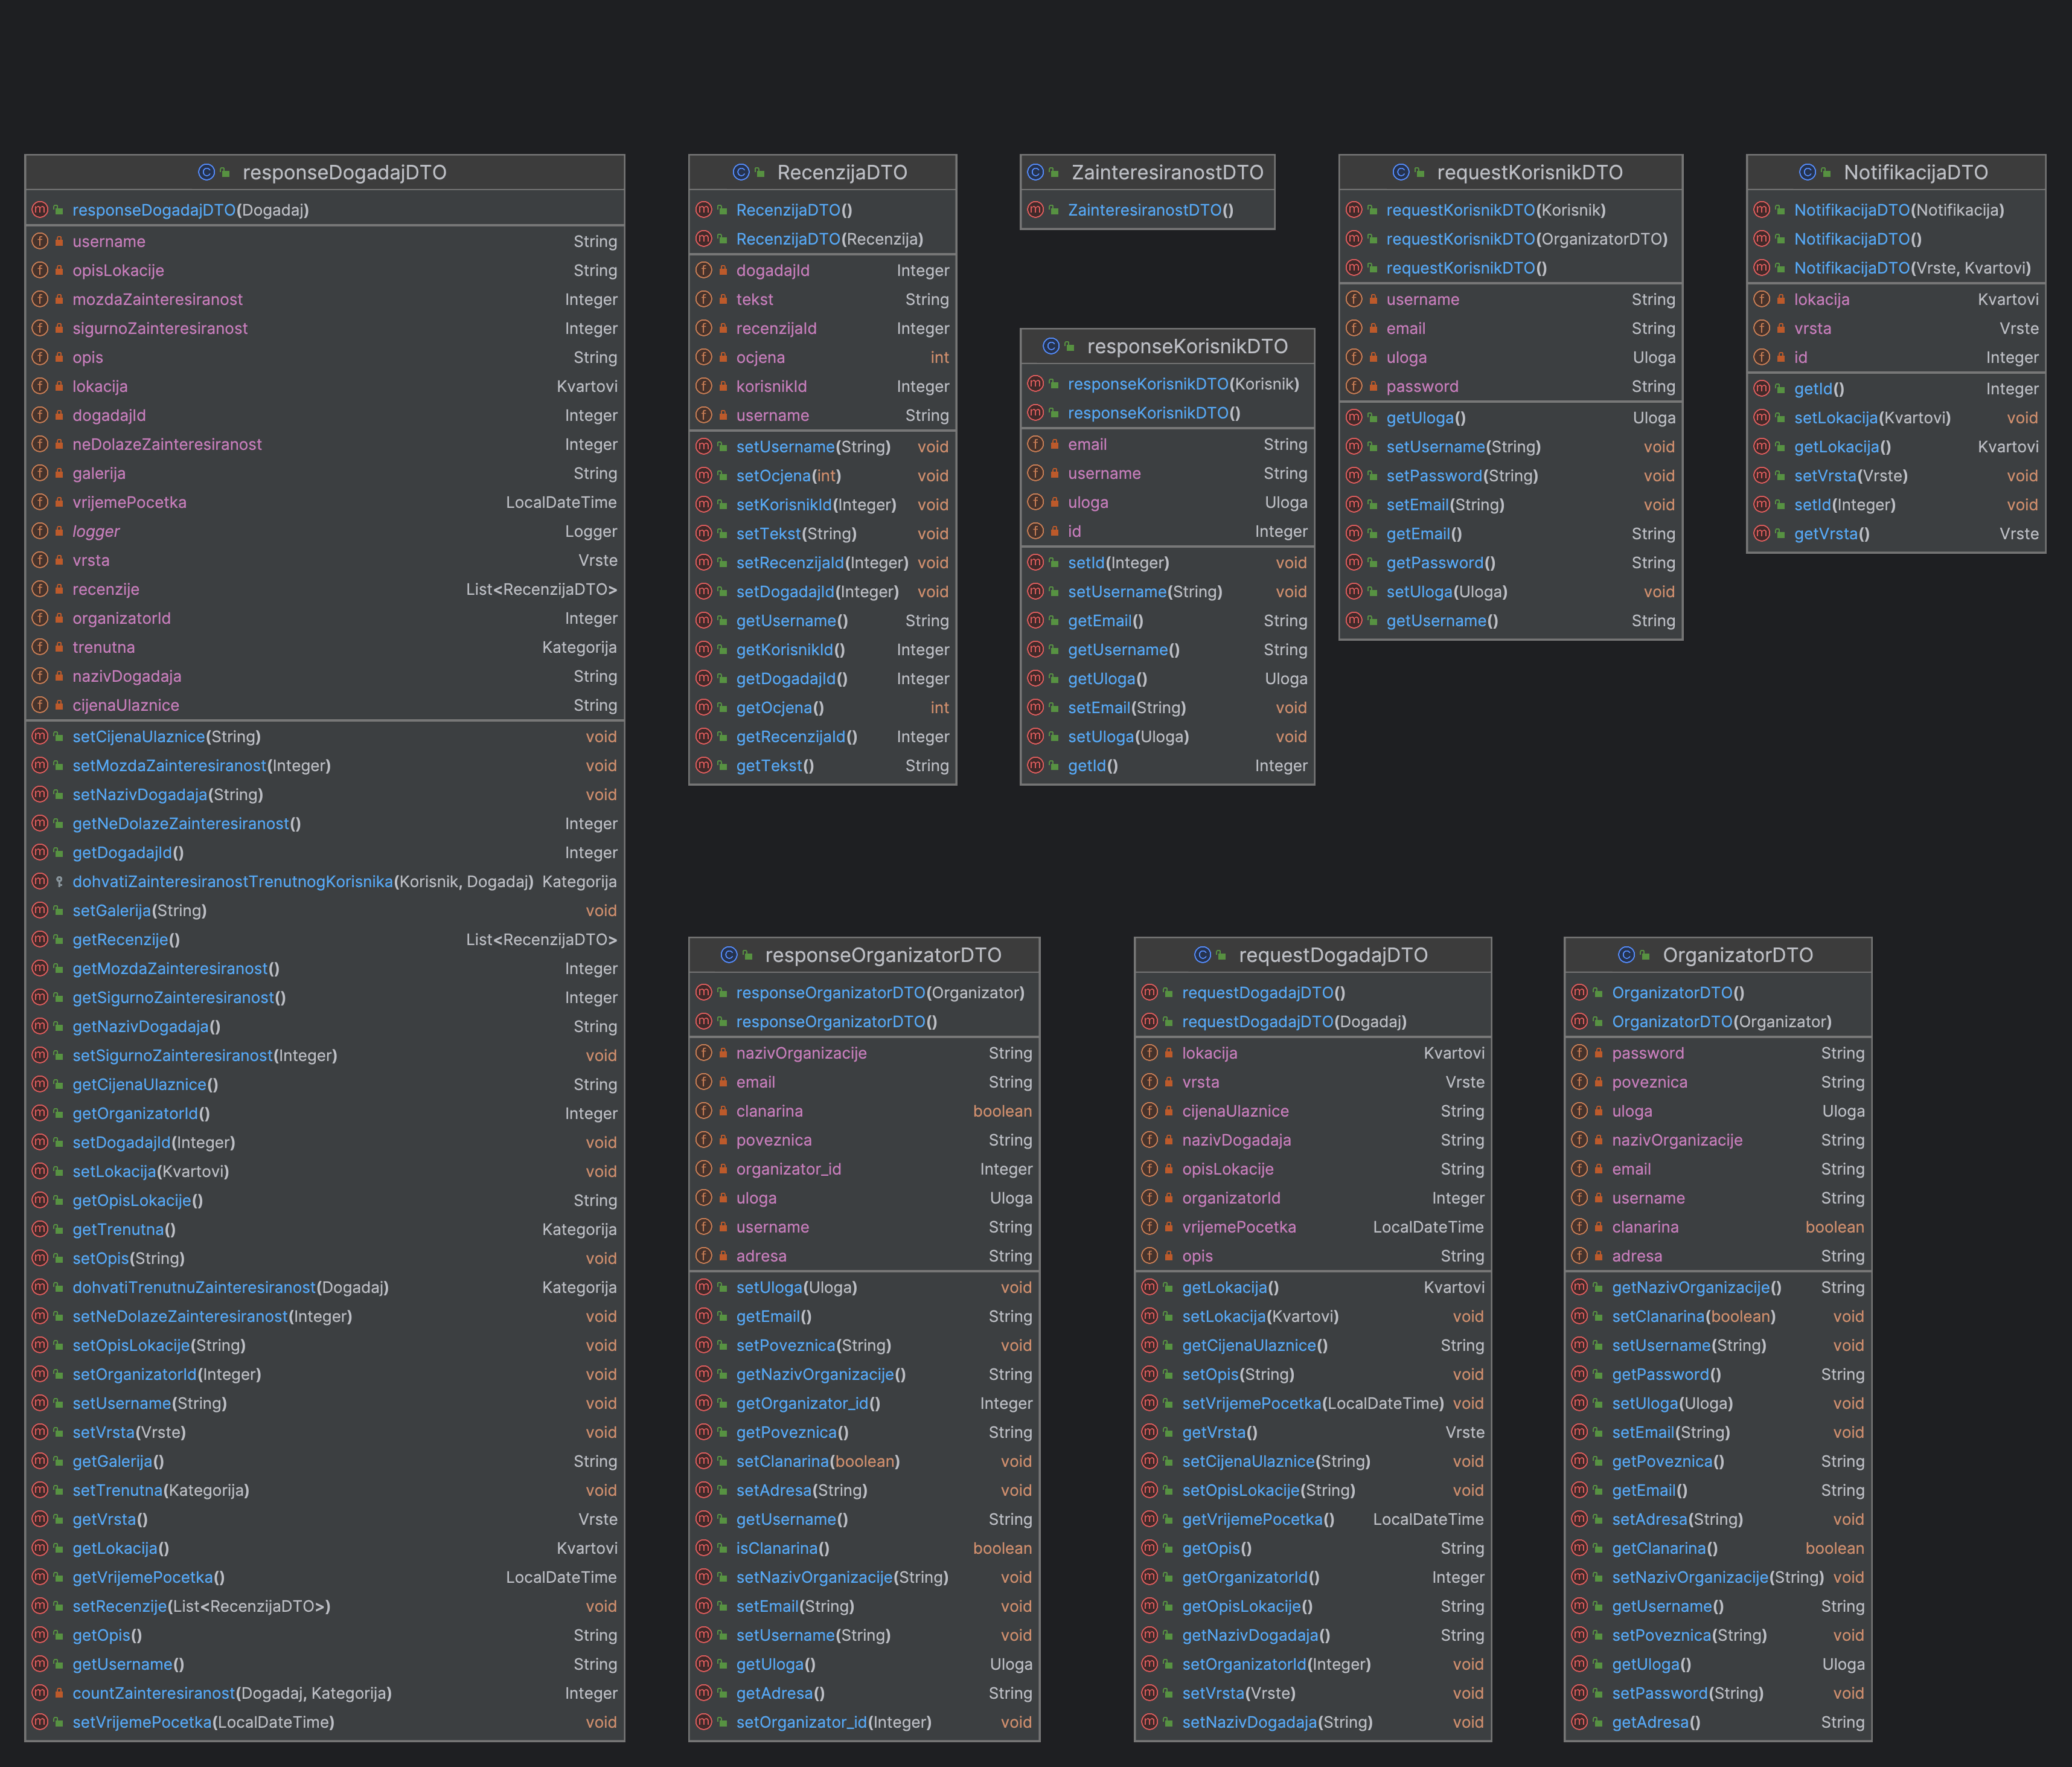 responseDogadajDTO
responseDogadajDTO(Dogadaj)
username String
opisLokacije String
mozdaZainteresiranost Integer
sigurnoZainteresiranost Integer
opis String
lokacija Kvartovi
dogadajId Integer
neDolazeZainteresiranost Integer
galerija String
vrijemePocetka LocalDateTime
logger Logger
vrsta Vrste
recenzije List<RecenzijaDTO>
organizatorId Integer
trenutna Kategorija
nazivDogadaja String
cijenaUlaznice String
setCijenaUlaznice(String) void
setMozdaZainteresiranost(Integer) void
setNazivDogadaja(String) void
getNeDolazeZainteresiranost() Integer
getDogadajId() Integer
dohvatiZainteresiranostTrenutnogKorisnika(Korisnik, Dogadaj) Kategorija
setGalerija(String) void
getRecenzije() List<RecenzijaDTO>
getMozdaZainteresiranost() Integer
getSigurnoZainteresiranost() Integer
getNazivDogadaja() String
setSigurnoZainteresiranost(Integer) void
getCijenaUlaznice() String
getOrganizatorId() Integer
setDogadajId(Integer) void
setLokacija(Kvartovi) void
getOpisLokacije() String
getTrenutna() Kategorija
setOpis(String) void
dohvatiTrenutnuZainteresiranost(Dogadaj) Kategorija
setNeDolazeZainteresiranost(Integer) void
setOpisLokacije(String) void
setOrganizatorId(Integer) void
setUsername(String) void
setVrsta(Vrste) void
getGalerija() String
setTrenutna(Kategorija) void
getVrsta() Vrste
getLokacija() Kvartovi
getVrijemePocetka() LocalDateTime
setRecenzije(List<RecenzijaDTO>) void
getOpis() String
getUsername() String
countZainteresiranost(Dogadaj, Kategorija) Integer
setVrijemePocetka(LocalDateTime) void
RecenzijaDTO
RecenzijaDTO()
RecenzijaDTO(Recenzija)
dogadajId Integer
tekst String
recenzijaId Integer
ocjena int
korisnikId Integer
username String
setUsername(String) void
setOcjena(int) void
setKorisnikId(Integer) void
setTekst(String) void
setRecenzijaId(Integer) void
setDogadajId(Integer) void
getUsername() String
getKorisnikId() Integer
getDogadajId() Integer
getOcjena() int
getRecenzijaId() Integer
getTekst() String
ZainteresiranostDTO
ZainteresiranostDTO()
responseKorisnikDTO
responseKorisnikDTO(Korisnik)
responseKorisnikDTO()
email String
username String
uloga Uloga
id Integer
setId(Integer) void
setUsername(String) void
getEmail() String
getUsername() String
getUloga() Uloga
setEmail(String) void
setUloga(Uloga) void
getId() Integer
requestKorisnikDTO
requestKorisnikDTO(Korisnik)
requestKorisnikDTO(OrganizatorDTO)
requestKorisnikDTO()
username String
email String
uloga Uloga
password String
getUloga() Uloga
setUsername(String) void
setPassword(String) void
setEmail(String) void
getEmail() String
getPassword() String
setUloga(Uloga) void
getUsername() String
NotifikacijaDTO
NotifikacijaDTO(Notifikacija)
NotifikacijaDTO()
NotifikacijaDTO(Vrste, Kvartovi)
lokacija Kvartovi
vrsta Vrste
id Integer
getId() Integer
setLokacija(Kvartovi) void
getLokacija() Kvartovi
setVrsta(Vrste) void
setId(Integer) void
getVrsta() Vrste
responseOrganizatorDTO
responseOrganizatorDTO(Organizator)
responseOrganizatorDTO()
nazivOrganizacije String
email String
clanarina boolean
poveznica String
organizator_id Integer
uloga Uloga
username String
adresa String
setUloga(Uloga) void
getEmail() String
setPoveznica(String) void
getNazivOrganizacije() String
getOrganizator_id() Integer
getPoveznica() String
setClanarina(boolean) void
setAdresa(String) void
getUsername() String
isClanarina() boolean
setNazivOrganizacije(String) void
setEmail(String) void
setUsername(String) void
getUloga() Uloga
getAdresa() String
setOrganizator_id(Integer) void
requestDogadajDTO
requestDogadajDTO()
requestDogadajDTO(Dogadaj)
lokacija Kvartovi
vrsta Vrste
cijenaUlaznice String
nazivDogadaja String
opisLokacije String
organizatorId Integer
vrijemePocetka LocalDateTime
opis String
getLokacija() Kvartovi
setLokacija(Kvartovi) void
getCijenaUlaznice() String
setOpis(String) void
setVrijemePocetka(LocalDateTime) void
getVrsta() Vrste
setCijenaUlaznice(String) void
setOpisLokacije(String) void
getVrijemePocetka() LocalDateTime
getOpis() String
getOrganizatorId() Integer
getOpisLokacije() String
getNazivDogadaja() String
setOrganizatorId(Integer) void
setVrsta(Vrste) void
setNazivDogadaja(String) void
OrganizatorDTO
OrganizatorDTO()
OrganizatorDTO(Organizator)
password String
poveznica String
uloga Uloga
nazivOrganizacije String
email String
username String
clanarina boolean
adresa String
getNazivOrganizacije() String
setClanarina(boolean) void
setUsername(String) void
getPassword() String
setUloga(Uloga) void
setEmail(String) void
getPoveznica() String
getEmail() String
setAdresa(String) void
getClanarina() boolean
setNazivOrganizacije(String) void
getUsername() String
setPoveznica(String) void
getUloga() Uloga
setPassword(String) void
getAdresa() String